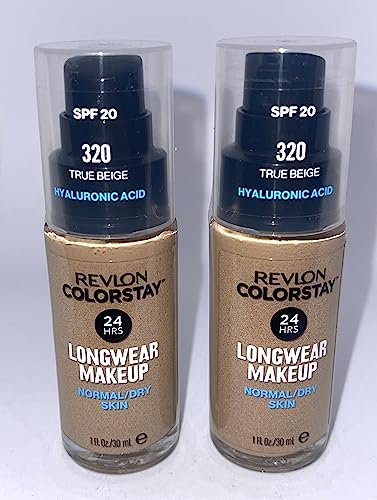 SPF 20
320
TRUE BEIGE
HYALURONIC ACID
REVLON
COLORSTAY™
24
HRS
LONGWEAR
MAKEUP
NORMAL/DRY
SKIN
1 fl oz/30 mL ℮
SPF 20
320
TRUE BEIGE
HYALURONIC ACID
REVLON
COLORSTAY™
24
HRS
LONGWEAR
MAKEUP
NORMAL/DRY
SKIN
1 fl oz/30 mL ℮